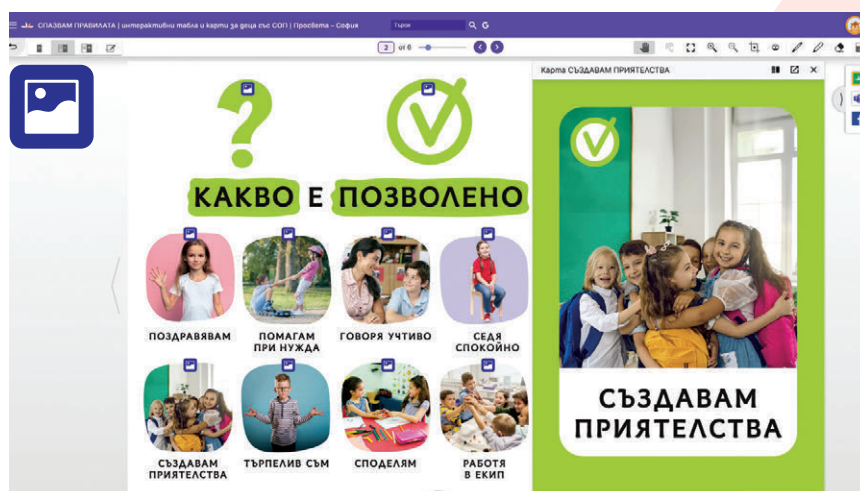 СПАЗВАМ ПРАВИЛАТА | интерактивни табла и карти за деца със СОП | Просвета – София
Търси
2 от 6
Карта СЪЗДАВАМ ПРИЯТЕЛСТВА
?
КАКВО Е ПОЗВОЛЕНО
ПОЗДРАВЯВАМ
ПОМАГАМ
ПРИ НУЖДА
ГОВОРЯ УЧТИВО
СЕДЯ
СПОКОЙНО
СЪЗДАВАМ
ПРИЯТЕЛСТВА
ТЪРПЕЛИВ СЪМ
СПОДЕЛЯМ
РАБОТЯ
В ЕКИП
СЪЗДАВАМ
ПРИЯТЕЛСТВА